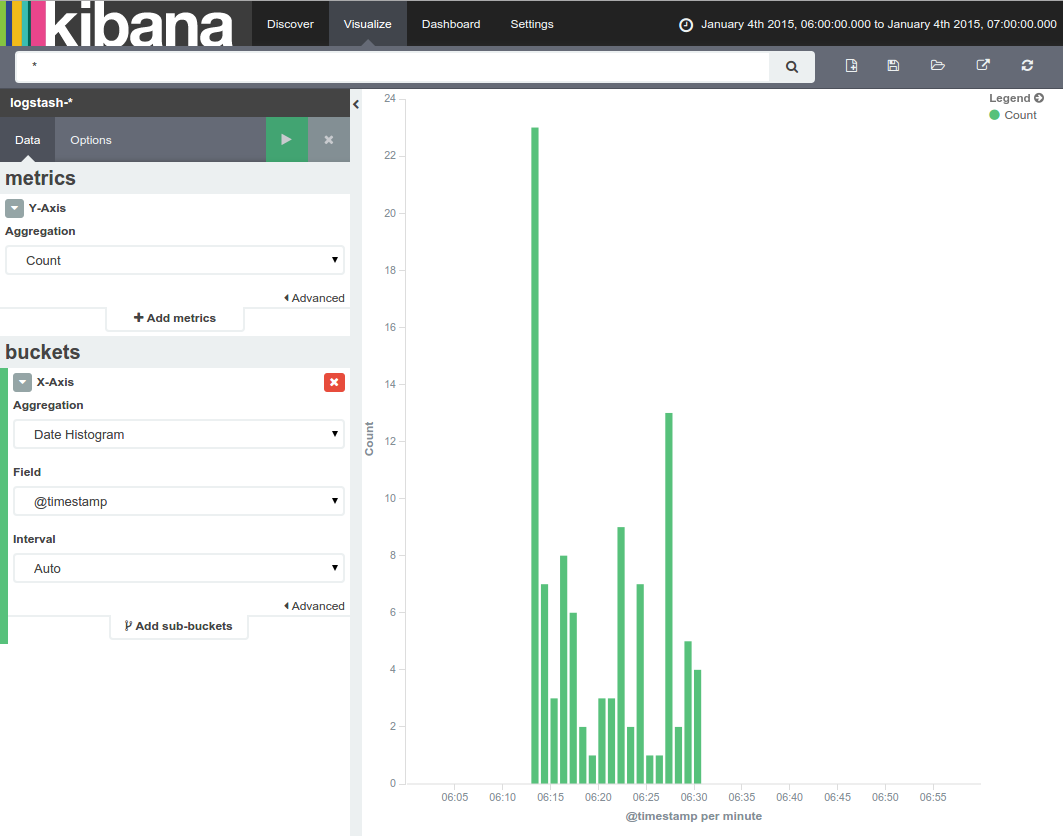 kibana
Discover Visualize Dashboard Settings January 4th 2015, 06:00:00.000 to January 4th 2015, 07:00:00.000
*
logstash-*
Data Options
metrics
Y-Axis
Aggregation
Count
Advanced
Add metrics
buckets
X-Axis
Aggregation
Date Histogram
Field
@timestamp
Interval
Auto
Advanced
Add sub-buckets
Legend
Count
24
22
20
18
16
14
12
10
8
6
4
2
0
Count
06:05 06:10 06:15 06:20 06:25 06:30 06:35 06:40 06:45 06:50 06:55
@timestamp per minute